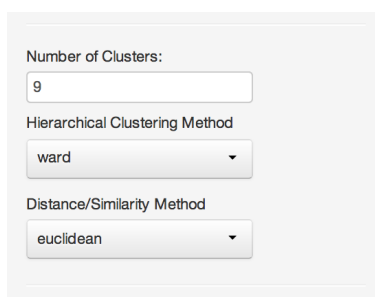 Number of Clusters:
9
Hierarchical Clustering Method
ward
Distance/Similarity Method
euclidean